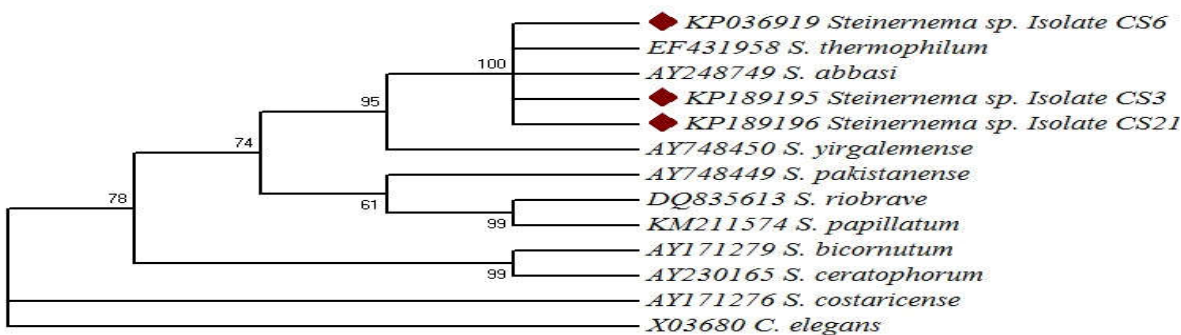 KP036919 Steinernema sp. Isolate CS6
EF431958 S. thermophilum
100
AY248749 S. abbasi
KP189195 Steinernema sp. Isolate CS3
95
KP189196 Steinernema sp. Isolate CS21
74
AY748450 S. yirgalemense
AY748449 S. pakistanense
78
61
DQ835613 S. riobrave
99
KM211574 S. papillatum
AY171279 S. bicornutum
99
AY230165 S. ceratophorum
AY171276 S. costaricense
X03680 C. elegans